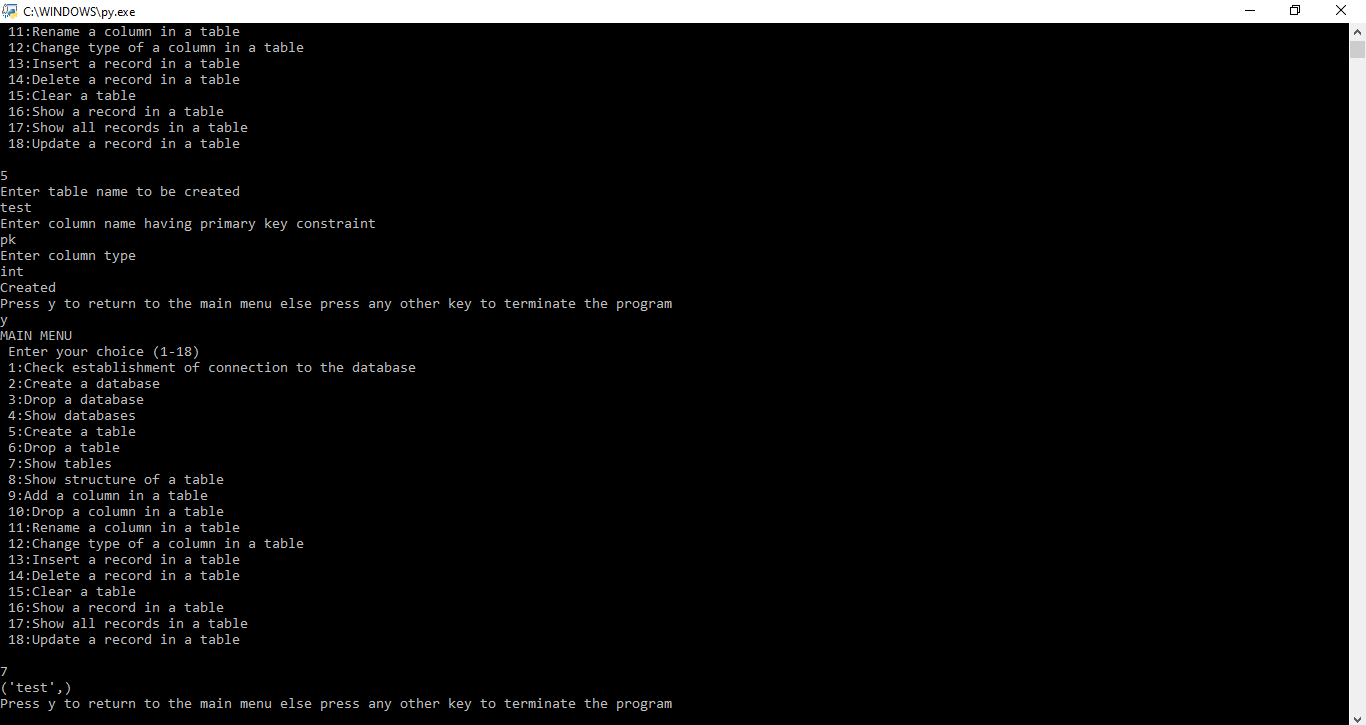 C:\WINDOWS\py.exe
11:Rename a column in a table
12:Change type of a column in a table
13:Insert a record in a table
14:Delete a record in a table
15:Clear a table
16:Show a record in a table
17:Show all records in a table
18:Update a record in a table
5
Enter table name to be created
test
Enter column name having primary key constraint
pk
Enter column type
int
Created
Press y to return to the main menu else press any other key to terminate the program
y
MAIN MENU
Enter your choice (1-18)
1:Check establishment of connection to the database
2:Create a database
3:Drop a database
4:Show databases
5:Create a table
6:Drop a table
7:Show tables
8:Show structure of a table
9:Add a column in a table
10:Drop a column in a table
11:Rename a column in a table
12:Change type of a column in a table
13:Insert a record in a table
14:Delete a record in a table
15:Clear a table
16:Show a record in a table
17:Show all records in a table
18:Update a record in a table
7
('test',)
Press y to return to the main menu else press any other key to terminate the program